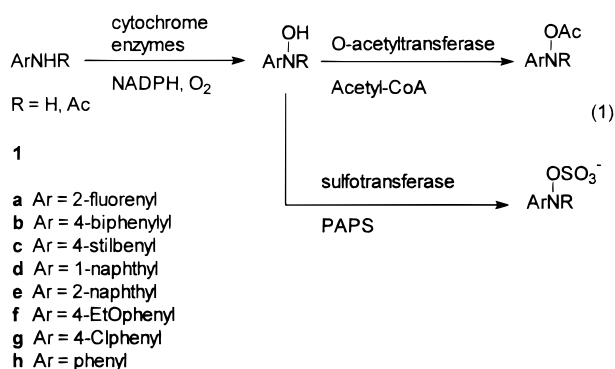 cytochrome
enzymes
OH
O-acetyltransferase
OAc
ArNHR
ArNR
ArNR
NADPH, O2
Acetyl-CoA
R = H, Ac
(1)
1
OSO3-
a Ar = 2-fluorenyl
sulfotransferase
ArNR
b Ar = 4-biphenylyl
PAPS
c Ar = 4-stilbenyl
d Ar = 1-naphthyl
e Ar = 2-naphthyl
f Ar = 4-EtOphenyl
g Ar = 4-Clphenyl
h Ar = phenyl